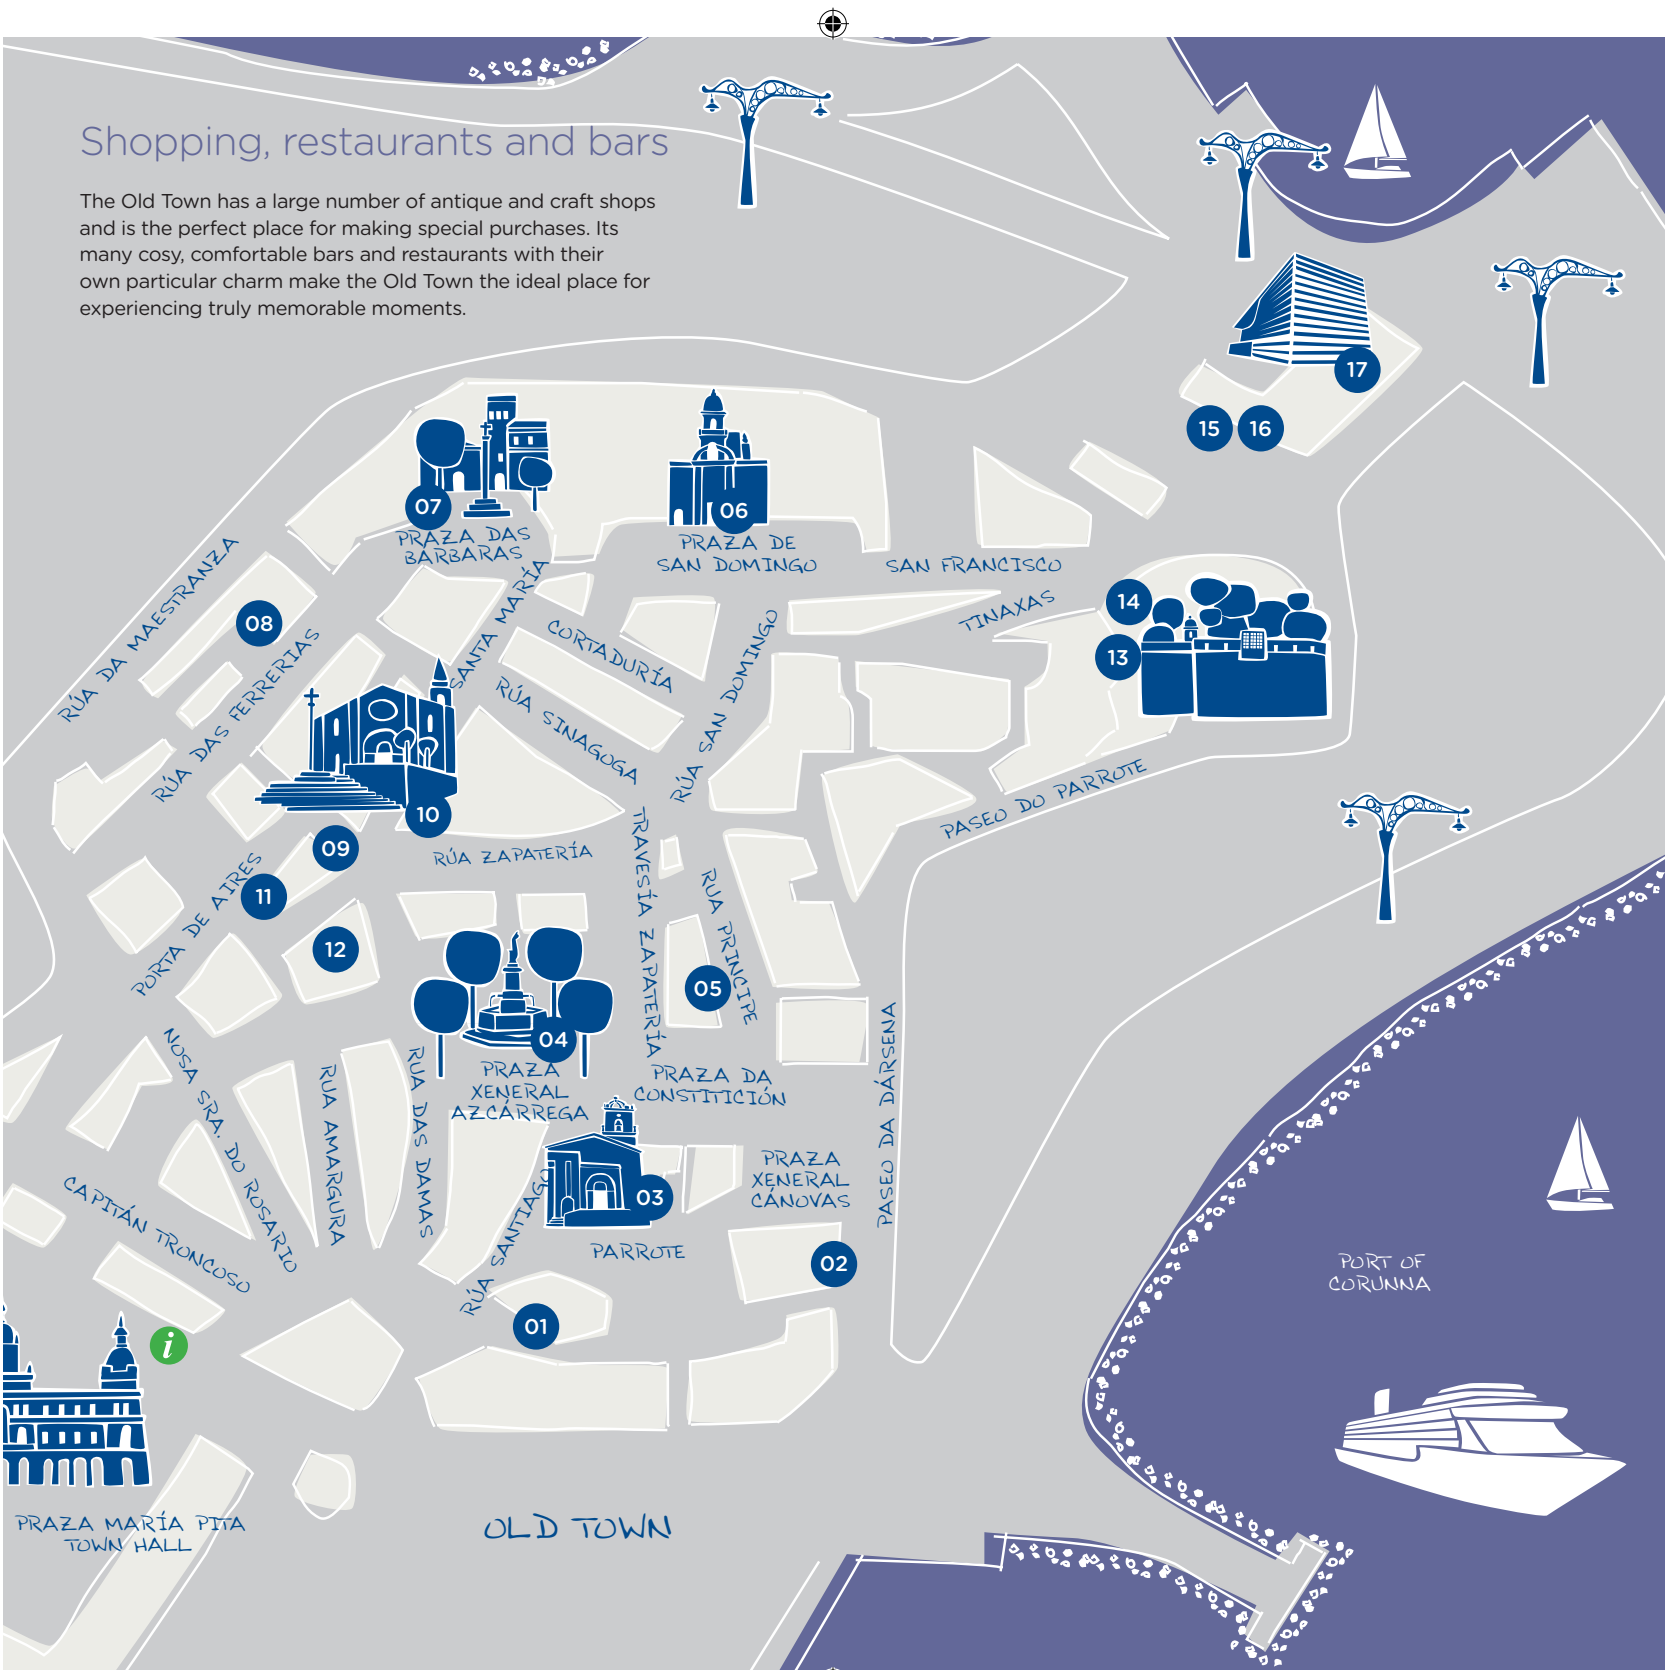 Shopping, restaurants and bars
The Old Town has a large number of antique and craft shops
and is the perfect place for making special purchases. Its
many cosy, comfortable bars and restaurants with their
own particular charm make the Old Town the ideal place for
experiencing truly memorable moments.
17
15
16
07
06
PRAZA DAS
BÁRBARAS
PRAZA DE
SAN DOMINGO
SAN FRANCISCO
TINAXAS
14
13
RÚA DA MAESTRANZA
08
RÚA DAS FERRERIAS
SANTA MARÍA
CORTADURÍA
RÚA SINAGOGA
RÚA SAN DOMINGO
PASEO DO PARROTE
10
09
RÚA ZAPATERÍA
TRAVESÍA ZAPATERÍA
RUA PRINCIPE
PORTA DE AIRES
11
12
05
04
PRAZA
XENERAL
AZCÁRREGA
PRAZA DA
CONSTITICIÓN
PASEO DA DÁRSENA
NOSA SRA. DO ROSARIO
RUA AMARGURA
RUA DAS DAMAS
RÚA SANTIAGO
03
PRAZA
XENERAL
CÁNOVAS
CAPITÁN TRONCOSO
PARROTE
02
01
i
PORT OF
CORUNNA
PRAZA MARÍA PITA
TOWN HALL
OLD TOWN